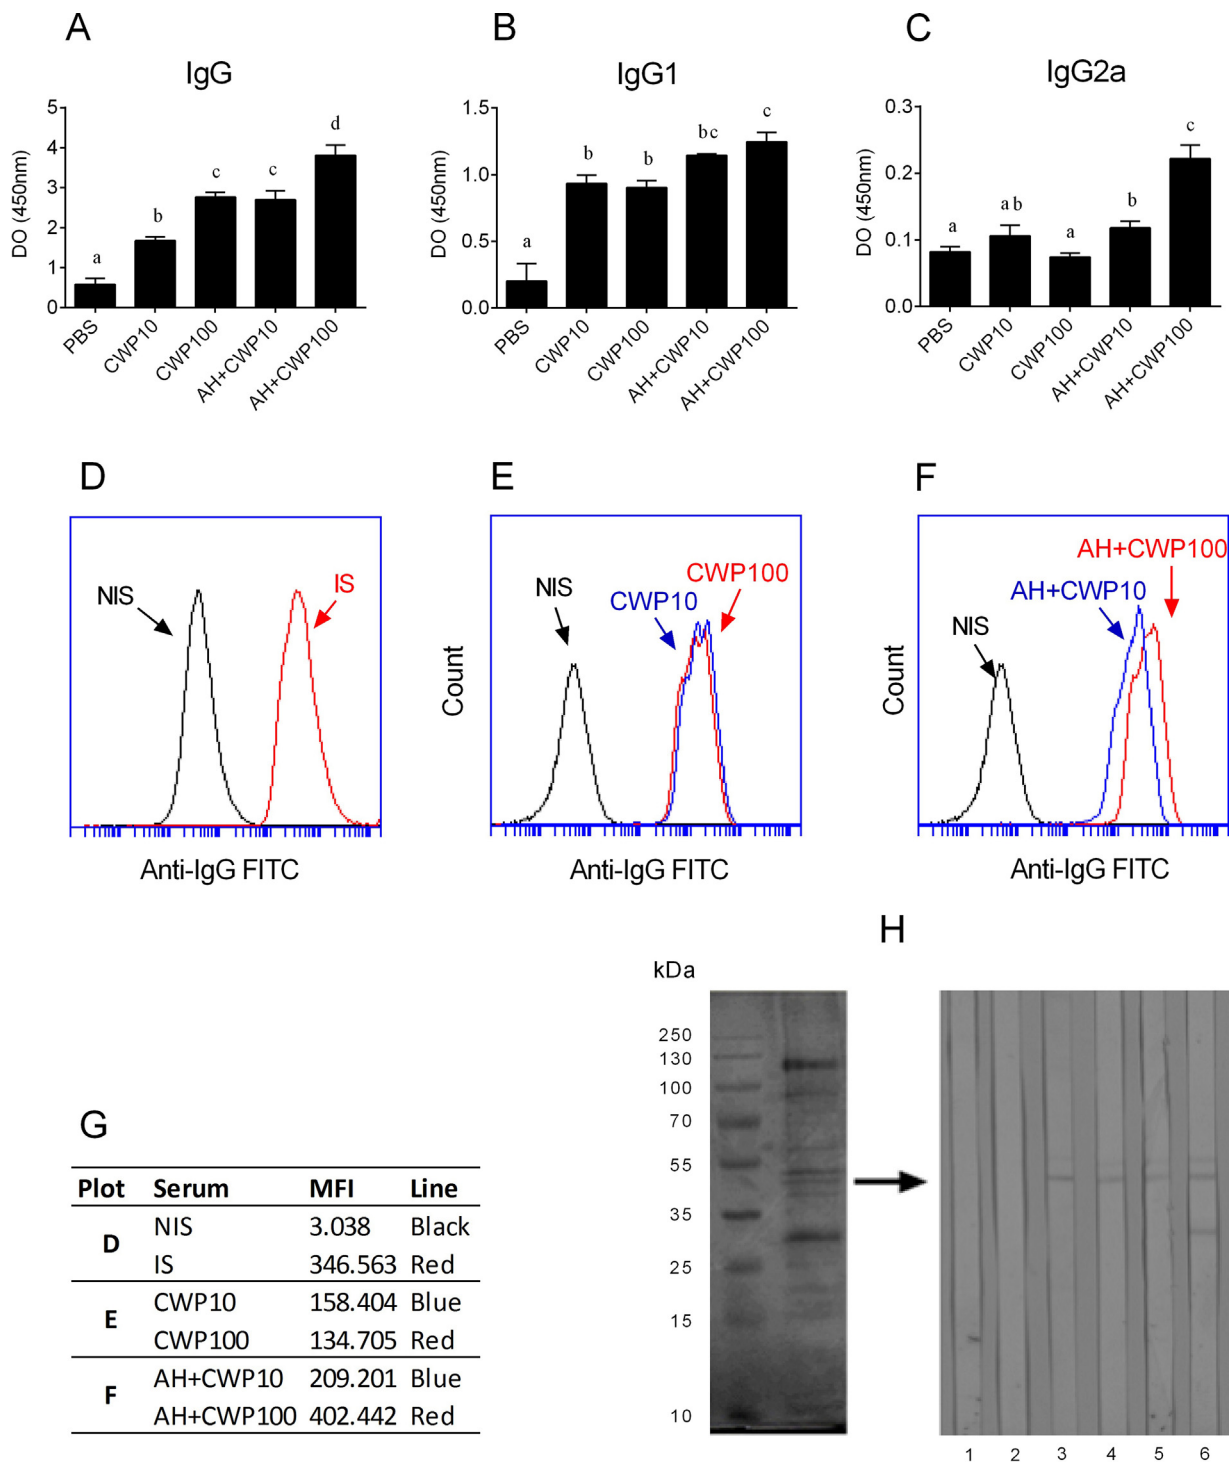 A
B
C
IgG
IgG1
IgG2a
DO (450nm)
5
4
3
2
1
0
a
b
c
c
d
PBS
CWP10
CWP100
AH+CWP10
AH+CWP100
DO (450nm)
1.5
1.0
0.5
0.0
a
b
b
bc
c
PBS
CWP10
CWP100
AH+CWP10
AH+CWP100
DO (450nm)
0.3
0.2
0.1
0.0
a
ab
a
b
c
PBS
CWP10
CWP100
AH+CWP10
AH+CWP100
D
E
F
NIS
IS
Anti-IgG FITC
Count
NIS
CWP10
CWP100
Anti-IgG FITC
Count
NIS
AH+CWP10
AH+CWP100
Anti-IgG FITC
G
Plot Serum MFI Line
D
NIS 3.038 Black
IS 346.563 Red
E
CWP10 158.404 Blue
CWP100 134.705 Red
F
AH+CWP10 209.201 Blue
AH+CWP100 402.442 Red
H
kDa
250
130
100
70
55
35
25
15
10
1 2 3 4 5 6